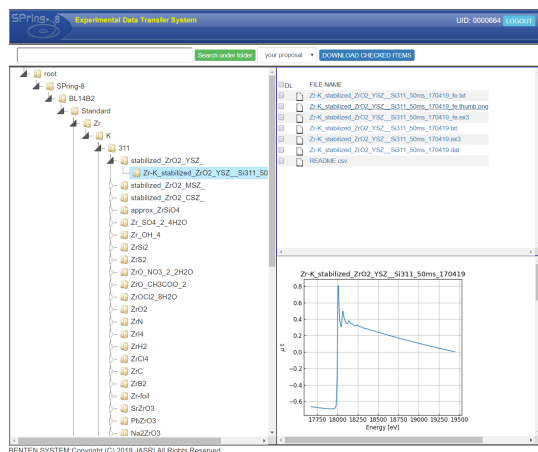 SPring-8
Experimental Data Transfer System
UID: 0000664 LOGOUT
Search under folder your proposal DOWNLOAD CHECKED ITEMS
root
SPring-8
BL14B2
Standard
Zr
K
311
stabilized_ZrO2_YSZ_
Zr-K_stabilized_ZrO2_YSZ__Si311_50
stabilized_ZrO2_MSZ_
stabilized_ZrO2_CSZ_
approx_ZrSiO4
Zr_SO4_2_4H2O
Zr_OH_4
ZrSi2
ZrS2
ZrO_NO3_2_2H2O
ZrO_CH3COO_2
ZrOCl2_8H2O
ZrO2
ZrN
ZrI4
ZrH2
ZrCl4
ZrC
ZrB2
Zr-foil
SrZrO3
PbZrO3
Na2ZrO3
DL FILE NAME
Zr-K_stabilized_ZrO2_YSZ__Si311_50ms_170419_fe.txt
Zr-K_stabilized_ZrO2_YSZ__Si311_50ms_170419_fe.thumb.png
Zr-K_stabilized_ZrO2_YSZ__Si311_50ms_170419_fe.ex3
Zr-K_stabilized_ZrO2_YSZ__Si311_50ms_170419.txt
Zr-K_stabilized_ZrO2_YSZ__Si311_50ms_170419.ex3
Zr-K_stabilized_ZrO2_YSZ__Si311_50ms_170419.dat
README.csv
Zr-K_stabilized_ZrO2_YSZ__Si311_50ms_170419
0.8
0.6
0.4
0.2
0.0
−0.2
−0.4
−0.6
μt
17750 18000 18250 18500 18750 19000 19250 19500
Energy [eV]
BENTEN SYSTEM:Copyright (C) 2019 JASRI All Rights Reserved